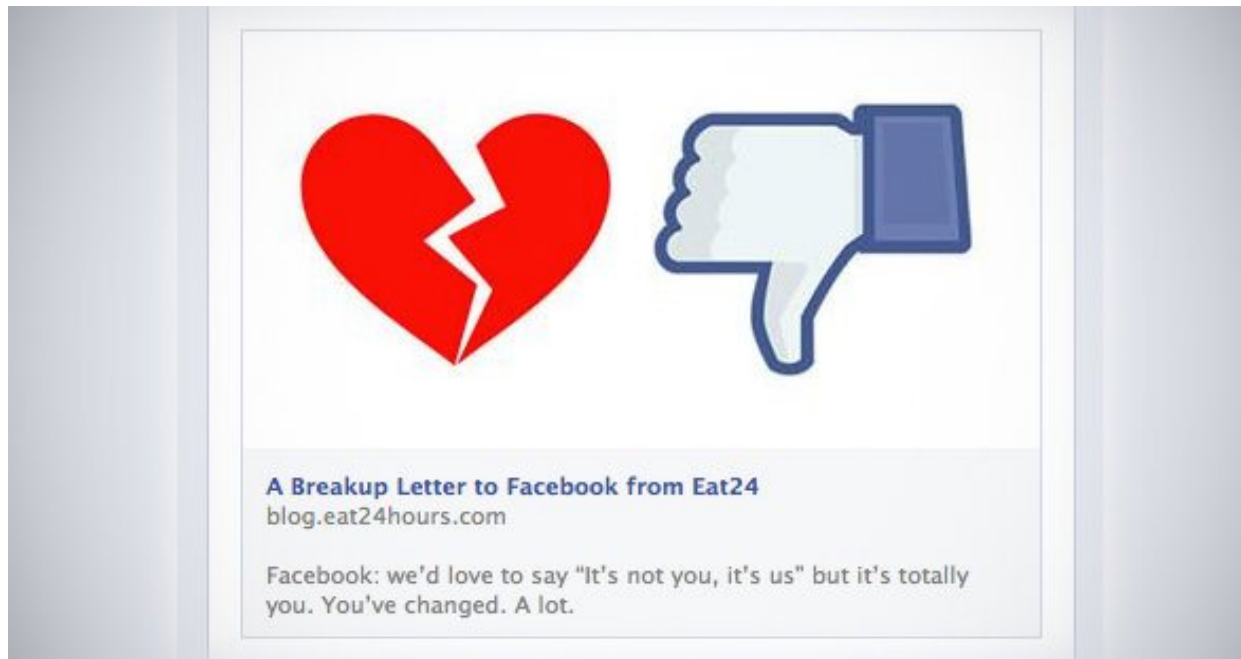 A Breakup Letter to Facebook from Eat24
blog.eat24hours.com
Facebook: we'd love to say “It's not you, it's us” but it's totally
you. You've changed. A lot.